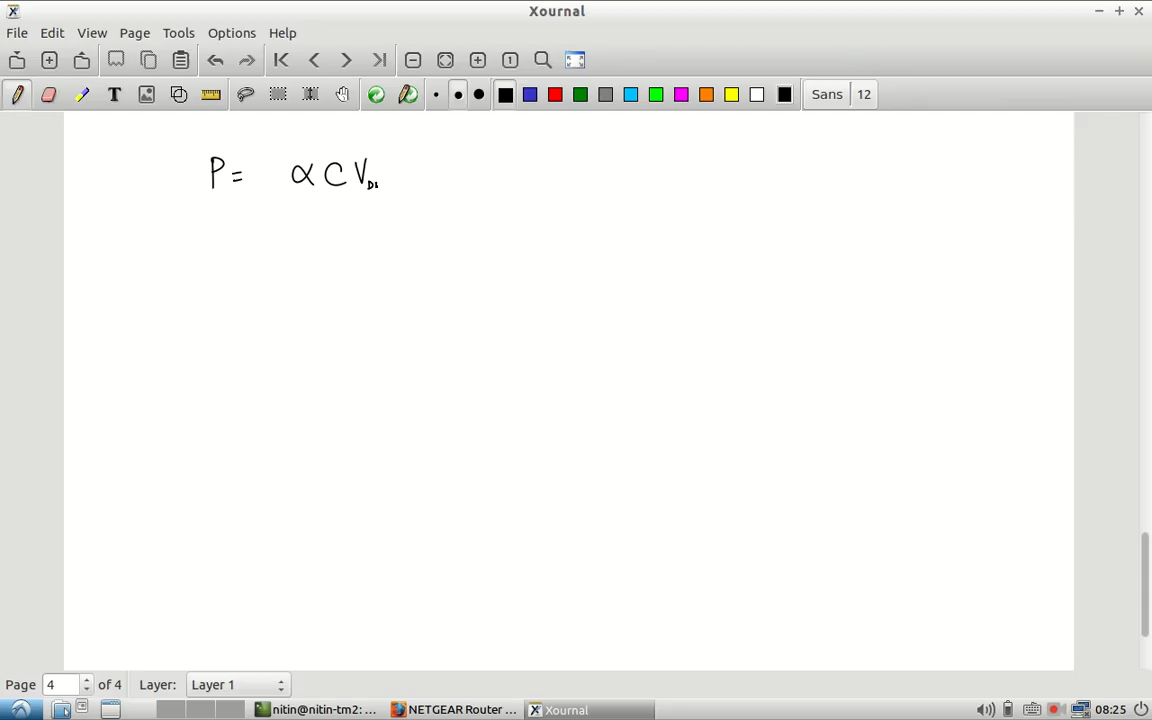 Xournal
File Edit View Page Tools Options Help
Sans 12
P= α C V
Page 4 of 4 Layer: Layer 1
nitin@nitin-tm2: ... NETGEAR Router ... Xournal 08:25